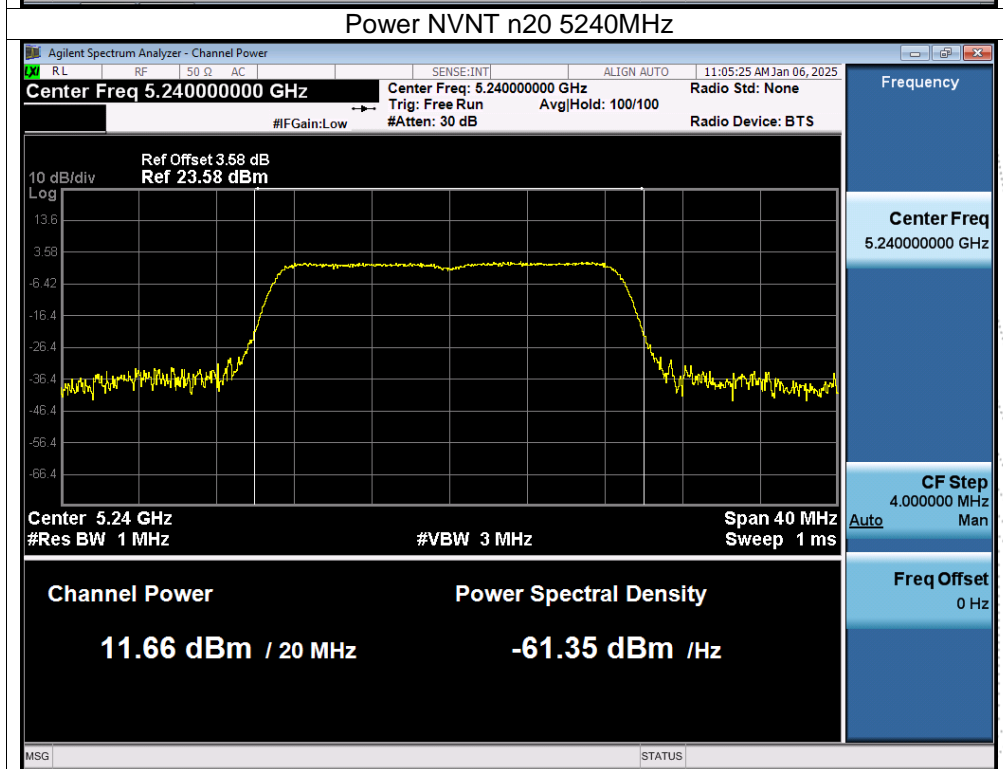 Power NVNT n20 5240MHz
Agilent Spectrum Analyzer - Channel Power
LXI RL RF 50 Ω AC SENSE:INT ALIGN AUTO 11:05:25 AM Jan 06, 2025
Center Freq 5.240000000 GHz
Center Freq: 5.240000000 GHz
Radio Std: None
Trig: Free Run Avg|Hold: 100/100
#IFGain:Low
#Atten: 30 dB
Radio Device: BTS
Ref Offset 3.58 dB
10 dB/div Ref 23.58 dBm
Log
13.6
3.58
-6.42
-16.4
-26.4
-36.4
-46.4
-56.4
-66.4
Center 5.24 GHz Span 40 MHz
#Res BW 1 MHz #VBW 3 MHz Sweep 1 ms
Channel Power Power Spectral Density
11.66 dBm / 20 MHz -61.35 dBm /Hz
Frequency
Center Freq
5.240000000 GHz
CF Step
4.000000 MHz
Auto Man
Freq Offset
0 Hz
MSG STATUS